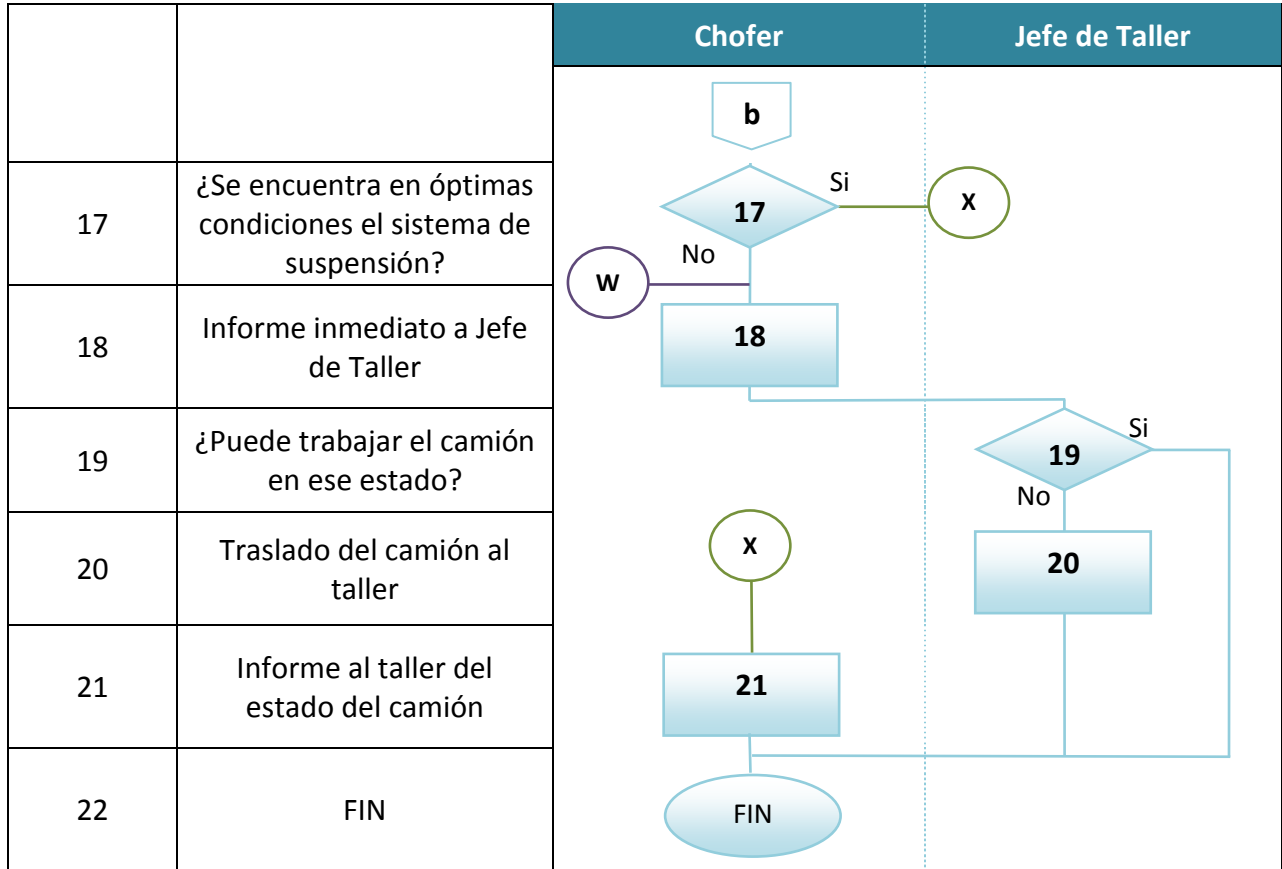 Chofer
Jefe de Taller
b
17
¿Se encuentra en óptimas
condiciones el sistema de
suspensión?
17
Si
X
No
W
18
Informe inmediato a Jefe
de Taller
18
19
¿Puede trabajar el camión
en ese estado?
19
Si
No
20
Traslado del camión al
taller
X
20
21
Informe al taller del
estado del camión
21
22
FIN
FIN